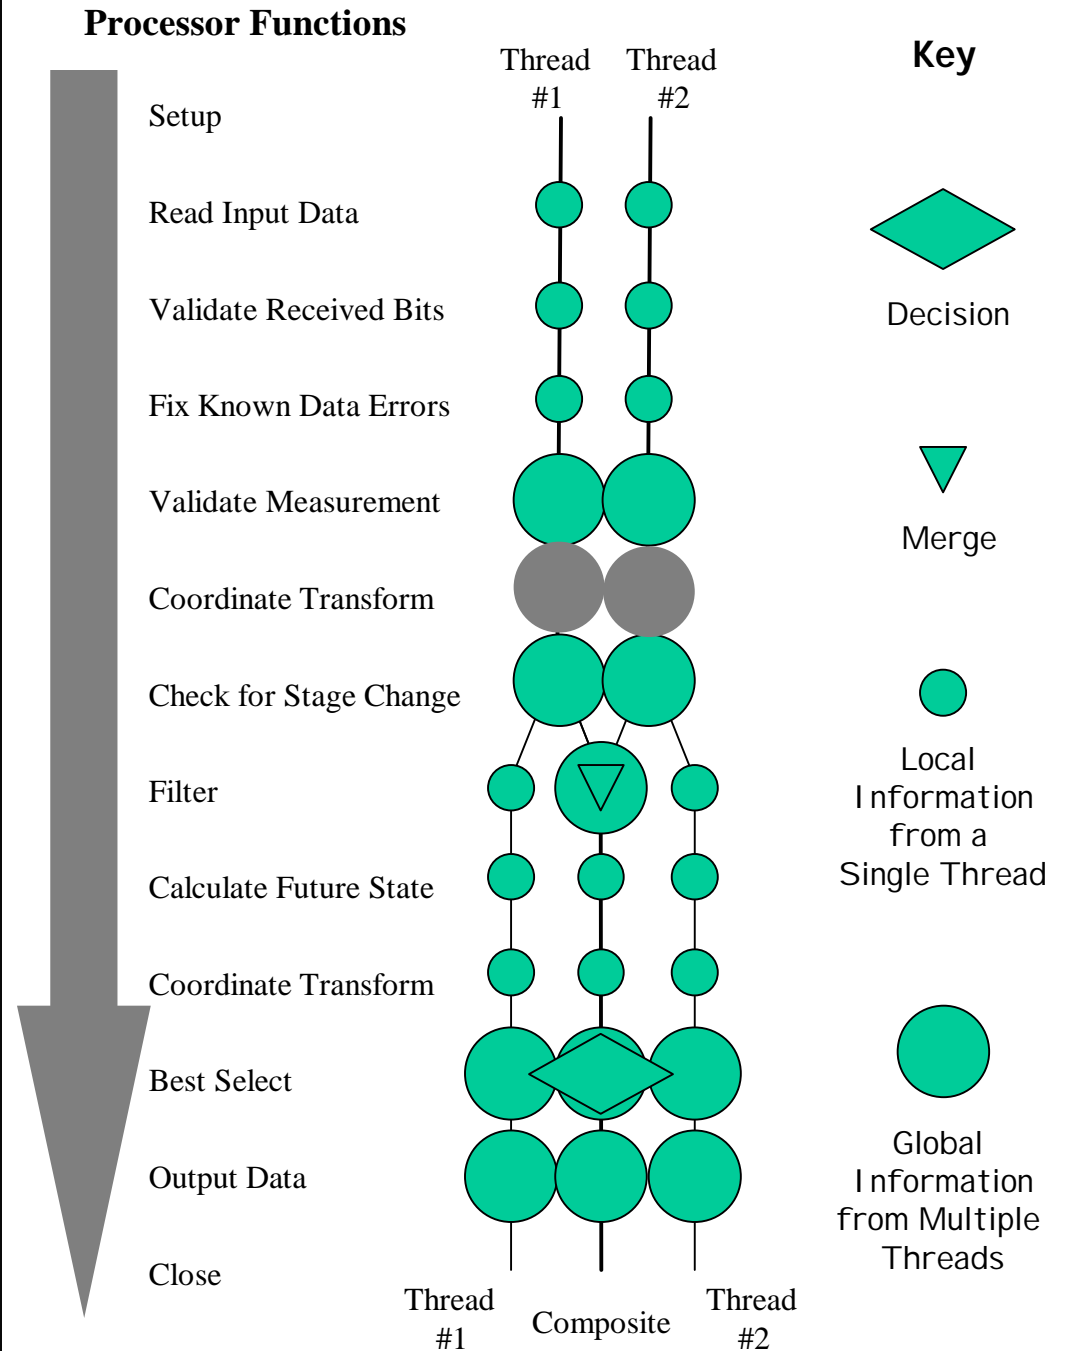 Processor Functions
Thread
#1
Thread
#2
Key
Setup
Read Input Data
Validate Received Bits
Fix Known Data Errors
Validate Measurement
Coordinate Transform
Check for Stage Change
Filter
Calculate Future State
Coordinate Transform
Best Select
Output Data
Close
Thread
#1
Composite
Thread
#2
Decision
Merge
Local
Information
from a
Single Thread
Global
Information
from Multiple
Threads